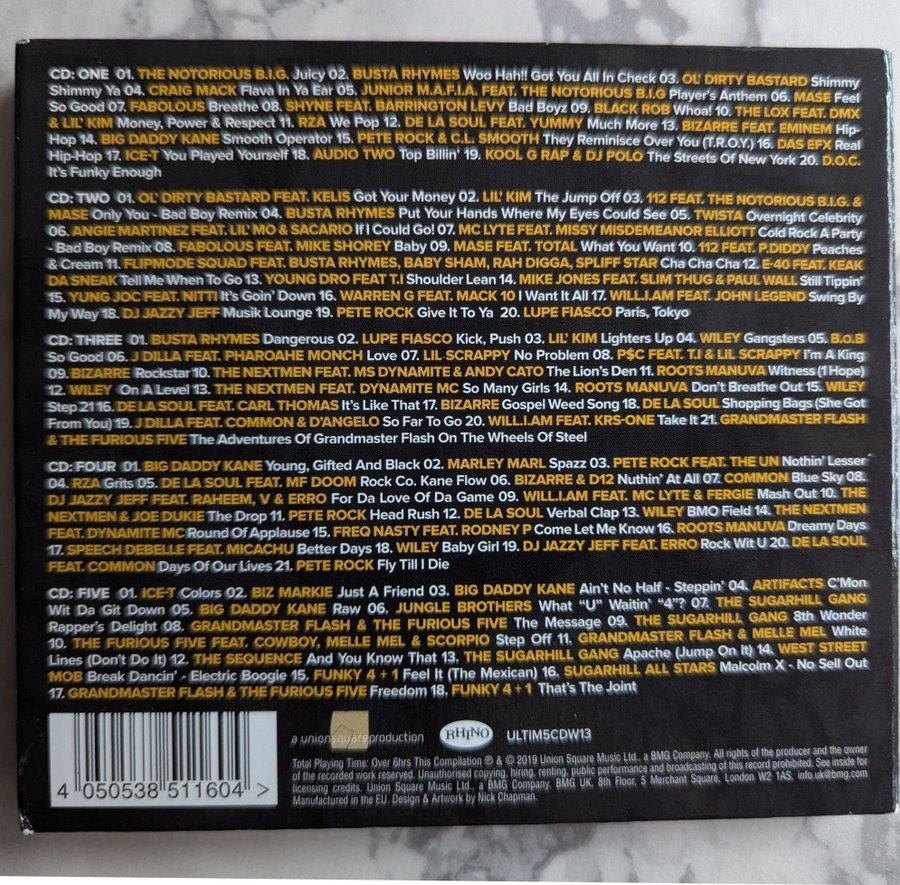 CD: ONE 01. THE NOTORIOUS B.I.G. Juicy 02. BUSTA RHYMES Woo Hah!! Got You All In Check 03. OL' DIRTY BASTARD Shimmy
Shimmy Ya 04. CRAIG MACK Flava In Ya Ear 05. JUNIOR M.A.F.I.A. FEAT. THE NOTORIOUS B.I.G Player's Anthem 06. MASE Feel
So Good 07. FABOLOUS Breathe 08. SHYNE FEAT. BARRINGTON LEVY Bad Boyz 09. BLACK ROB Whoa! 10. THE LOX FEAT. DMX
& LIL' KIM Money, Power & Respect 11. RZA We Pop 12. DE LA SOUL FEAT. YUMMY Much More 13. BIZARRE FEAT. EMINEM Hip-
Hop 14. BIG DADDY KANE Smooth Operator 15. PETE ROCK & C.L. SMOOTH They Reminisce Over You (T.R.O.Y.) 16. DAS EFX Real
Hip-Hop 17. ICE-T You Played Yourself 18. AUDIO TWO Top Billin' 19. KOOL G RAP & DJ POLO The Streets Of New York 20. D.O.C.
It's Funky Enough
CD: TWO 01. OL' DIRTY BASTARD FEAT. KELIS Got Your Money 02. LIL' KIM The Jump Off 03. 112 FEAT. THE NOTORIOUS B.I.G. &
MASE Only You - Bad Boy Remix 04. BUSTA RHYMES Put Your Hands Where My Eyes Could See 05. TWISTA Overnight Celebrity
06. ANGIE MARTINEZ FEAT. LIL' MO & SACARIO If I Could Go! 07. MC LYTE FEAT. MISSY MISDEMEANOR ELLIOTT Cold Rock A Party
- Bad Boy Remix 08. FABOLOUS FEAT. MIKE SHOREY Baby 09. MASE FEAT. TOTAL What You Want 10. 112 FEAT. P.DIDDY Peaches
& Cream 11. FLIPMODE SQUAD FEAT. BUSTA RHYMES, BABY SHAM, RAH DIGGA, SPLIFF STAR Cha Cha Cha 12. E-40 FEAT. KEAK
DA SNEAK Tell Me When To Go 13. YOUNG DRO FEAT T.I Shoulder Lean 14. MIKE JONES FEAT. SLIM THUG & PAUL WALL Still Tippin'
15. YUNG JOC FEAT. NITTI It's Goin' Down 16. WARREN G FEAT. MACK 10 I Want It All 17. WILL.I.AM FEAT. JOHN LEGEND Swing By
My Way 18. DJ JAZZY JEFF Musik Lounge 19. PETE ROCK Give It To Ya 20. LUPE FIASCO Paris, Tokyo
CD: THREE 01. BUSTA RHYMES Dangerous 02. LUPE FIASCO Kick, Push 03. LIL' KIM Lighters Up 04. WILEY Gangsters 05. B.o.B
So Good 06. J DILLA FEAT. PHAROAHE MONCH Love 07. LIL SCRAPPY No Problem 08. P$C FEAT. T.I & LIL SCRAPPY I'm A King
09. BIZARRE Rockstar 10. THE NEXTMEN FEAT. MS DYNAMITE & ANDY CATO The Lion's Den 11. ROOTS MANUVA Witness (1 Hope)
12. WILEY On A Level 13. THE NEXTMEN FEAT. DYNAMITE MC So Many Girls 14. ROOTS MANUVA Don't Breathe Out 15. WILEY
Step 21 16. DE LA SOUL FEAT. CARL THOMAS It's Like That 17. BIZARRE Gospel Weed Song 18. DE LA SOUL Shopping Bags (She Got
From You) 19. J DILLA FEAT. COMMON & D'ANGELO So Far To Go 20. WILL.I.AM FEAT. KRS-ONE Take It 21. GRANDMASTER FLASH
& THE FURIOUS FIVE The Adventures Of Grandmaster Flash On The Wheels Of Steel
CD: FOUR 01. BIG DADDY KANE Young, Gifted And Black 02. MARLEY MARL Spazz 03. PETE ROCK FEAT. THE UN Nothin' Lesser
04. RZA Grits 05. DE LA SOUL FEAT. MF DOOM Rock Co. Kane Flow 06. BIZARRE & D12 Nuthin' At All 07. COMMON Blue Sky 08.
DJ JAZZY JEFF FEAT. RAHEEM, V & ERRO For Da Love Of Da Game 09. WILL.I.AM FEAT. MC LYTE & FERGIE Mash Out 10. THE
NEXTMEN & JOE DUKIE The Drop 11. PETE ROCK Head Rush 12. DE LA SOUL Verbal Clap 13. WILEY BMO Field 14. THE NEXTMEN
FEAT. DYNAMITE MC Round Of Applause 15. FREQ NASTY FEAT. RODNEY P Come Let Me Know 16. ROOTS MANUVA Dreamy Days
17. SPEECH DEBELLE FEAT. MICACHU Better Days 18. WILEY Baby Girl 19. DJ JAZZY JEFF FEAT. ERRO Rock Wit U 20. DE LA SOUL
FEAT. COMMON Days Of Our Lives 21. PETE ROCK Fly Till I Die
CD: FIVE 01. ICE-T Colors 02. BIZ MARKIE Just A Friend 03. BIG DADDY KANE Ain't No Half - Steppin' 04. ARTIFACTS C'Mon
Wit Da Git Down 05. BIG DADDY KANE Raw 06. JUNGLE BROTHERS What "U" Waitin' "4"? 07. THE SUGARHILL GANG
Rapper's Delight 08. GRANDMASTER FLASH & THE FURIOUS FIVE The Message 09. THE SUGARHILL GANG 8th Wonder
10. THE FURIOUS FIVE FEAT. COWBOY, MELLE MEL & SCORPIO Step Off 11. GRANDMASTER FLASH & MELLE MEL White
Lines (Don't Do It) 12. THE SEQUENCE And You Know That 13. THE SUGARHILL GANG Apache (Jump On It) 14. WEST STREET
MOB Break Dancin' - Electric Boogie 15. FUNKY 4 + 1 Feel It (The Mexican) 16. SUGARHILL ALL STARS Malcolm X - No Sell Out
17. GRANDMASTER FLASH & THE FURIOUS FIVE Freedom 18. FUNKY 4 + 1 That's The Joint
a unionsquareproduction RHINO ULTIM5CDW13
Total Playing Time: Over 6hrs This Compilation ℗ & © 2019 Union Square Music Ltd., a BMG Company. All rights of the producer and the owner
of the recorded work reserved. Unauthorised copying, hiring, renting, public performance and broadcasting of this record prohibited. See inside for
licensing credits. Union Square Music Ltd., a BMG Company. BMG UK, 8th Floor, 5 Merchant Square, London W2 1AS. info.uk@bmg.com
Manufactured in the EU. Design & Artwork by Nick Chapman.
4 050538 511604 >